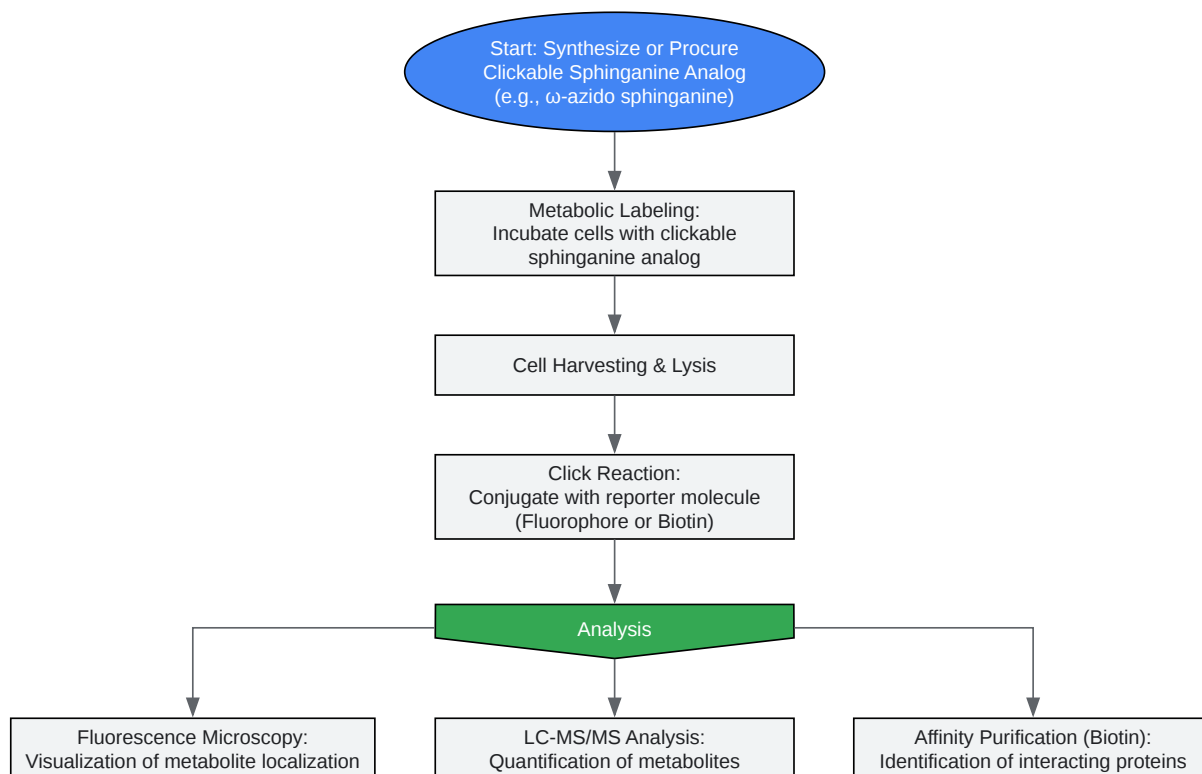 Start: Synthesize or Procure
Clickable Sphinganine Analog
(e.g., ω-azido sphinganine)
Metabolic Labeling:
Incubate cells with clickable
sphinganine analog
Cell Harvesting & Lysis
Click Reaction:
Conjugate with reporter molecule
(Fluorophore or Biotin)
Analysis
Fluorescence Microscopy:
Visualization of metabolite localization
LC-MS/MS Analysis:
Quantification of metabolites
Affinity Purification (Biotin):
Identification of interacting proteins